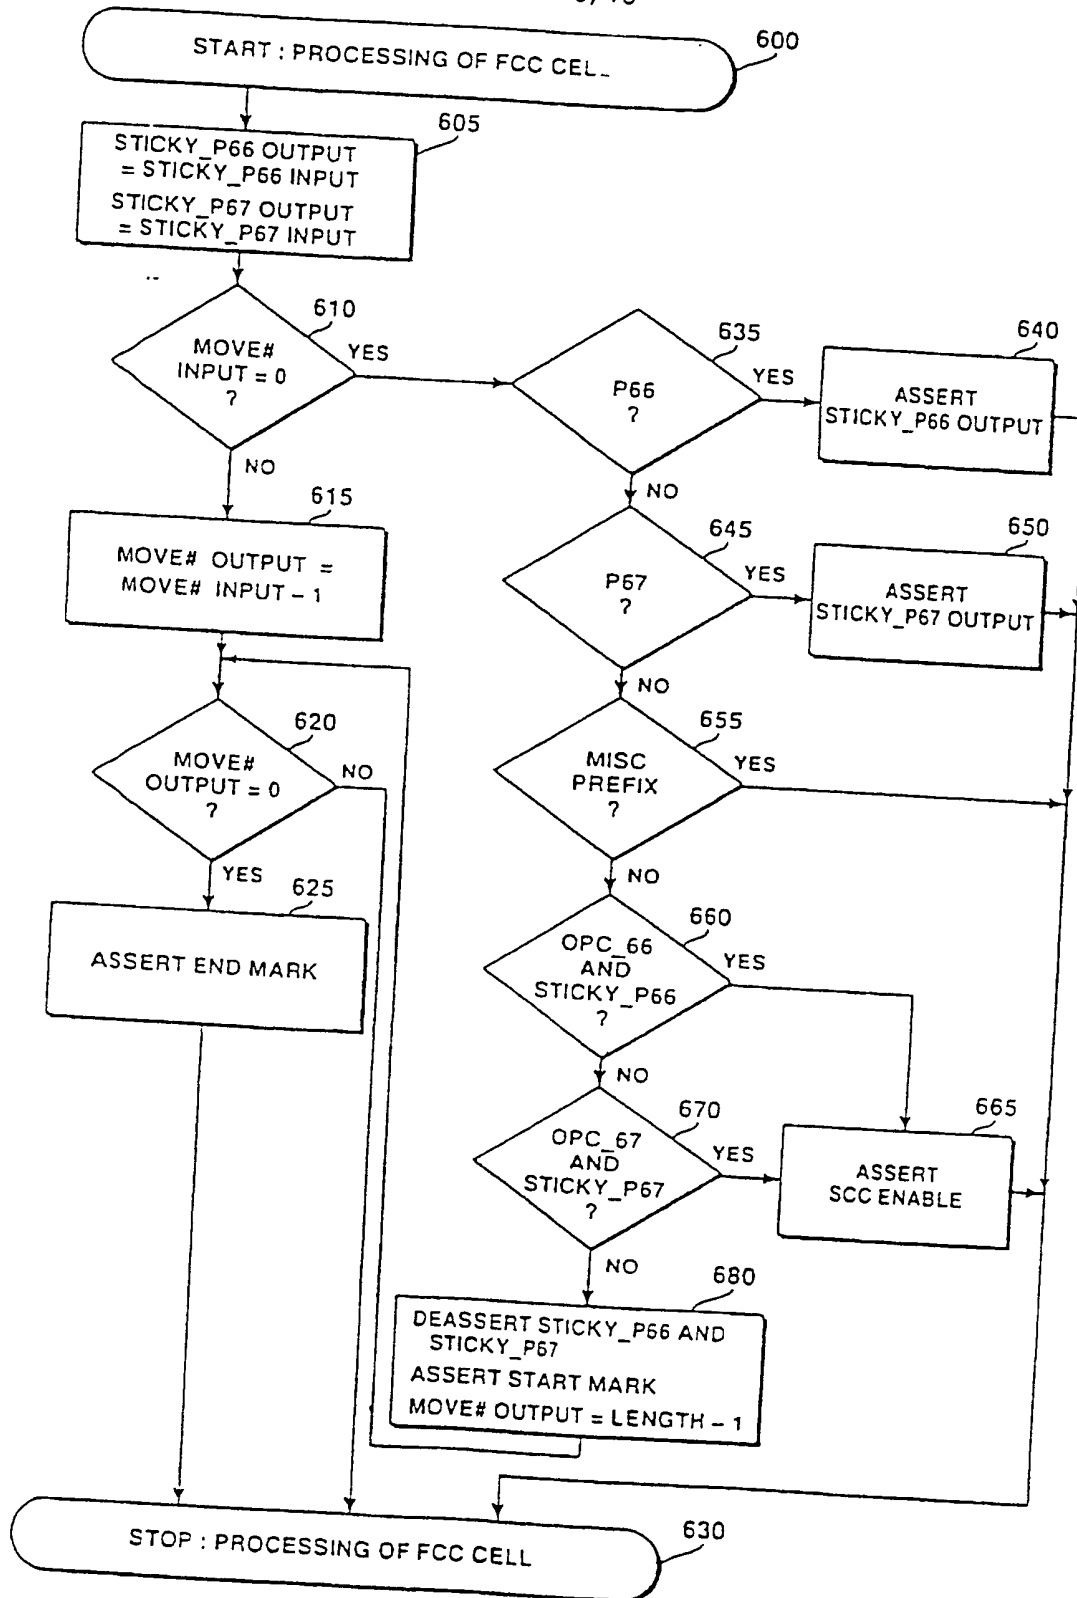 START : PROCESSING OF FCC CEL_
600
605
STICKY_P66 OUTPUT
= STICKY_P66 INPUT
STICKY_P67 OUTPUT
= STICKY_P67 INPUT
610
MOVE#
INPUT = 0
?
YES
NO
635
P66
?
YES
NO
640
ASSERT
STICKY_P66 OUTPUT
615
MOVE# OUTPUT =
MOVE# INPUT – 1
645
P67
?
YES
NO
650
ASSERT
STICKY_P67 OUTPUT
620
MOVE#
OUTPUT = 0
?
NO
YES
655
MISC
PREFIX
?
YES
NO
625
ASSERT END MARK
660
OPC_66
AND
STICKY_P66
?
YES
NO
670
OPC_67
AND
STICKY_P67
?
YES
NO
665
ASSERT
SCC ENABLE
680
DEASSERT STICKY_P66 AND
STICKY_P67
ASSERT START MARK
MOVE# OUTPUT = LENGTH – 1
STOP : PROCESSING OF FCC CELL
630